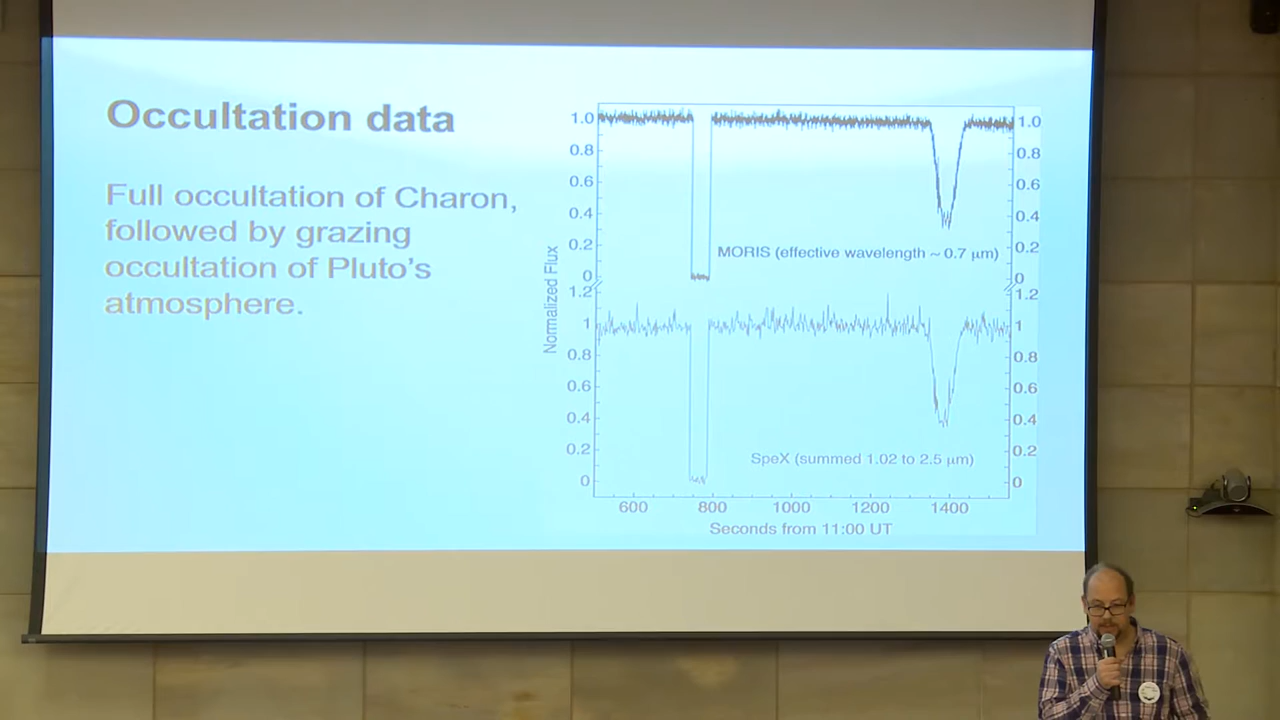 Occultation data
Full occultation of Charon,
followed by grazing
occultation of Pluto's
atmosphere.
Normalized Flux
1.0
0.8
0.6
0.4
0.2
0
1.2
1
0.8
0.6
0.4
0.2
0
1.0
0.8
0.6
0.4
0.2
0
1.2
1
0.8
0.6
0.4
0.2
0
MORIS (effective wavelength ~ 0.7 μm)
SpeX (summed 1.02 to 2.5 μm)
600 800 1000 1200 1400
Seconds from 11:00 UT